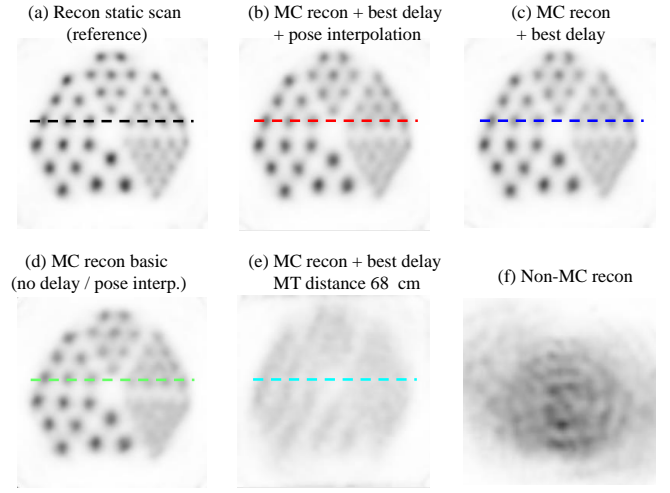 (a) Recon static scan
(reference)
(b) MC recon + best delay
+ pose interpolation
(c) MC recon
+ best delay
(d) MC recon basic
(no delay / pose interp.)
(e) MC recon + best delay
MT distance 68 cm
(f) Non-MC recon